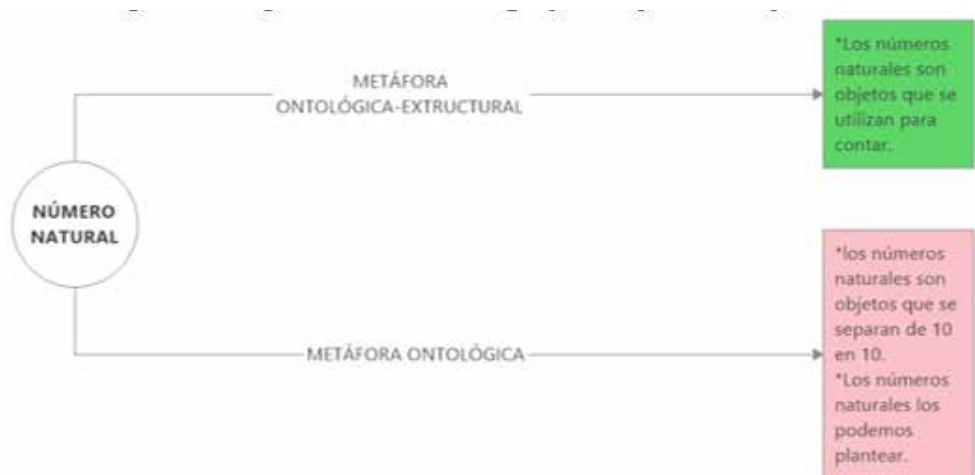 METÁFORA
ONTOLÓGICA-EXTRUCTURAL
*Los números
naturales son
objetos que se
utilizan para
contar.
NÚMERO
NATURAL
METÁFORA ONTOLÓGICA
*los números
naturales son
objetos que se
separan de 10
en 10.
*Los números
naturales los
podemos
plantear.